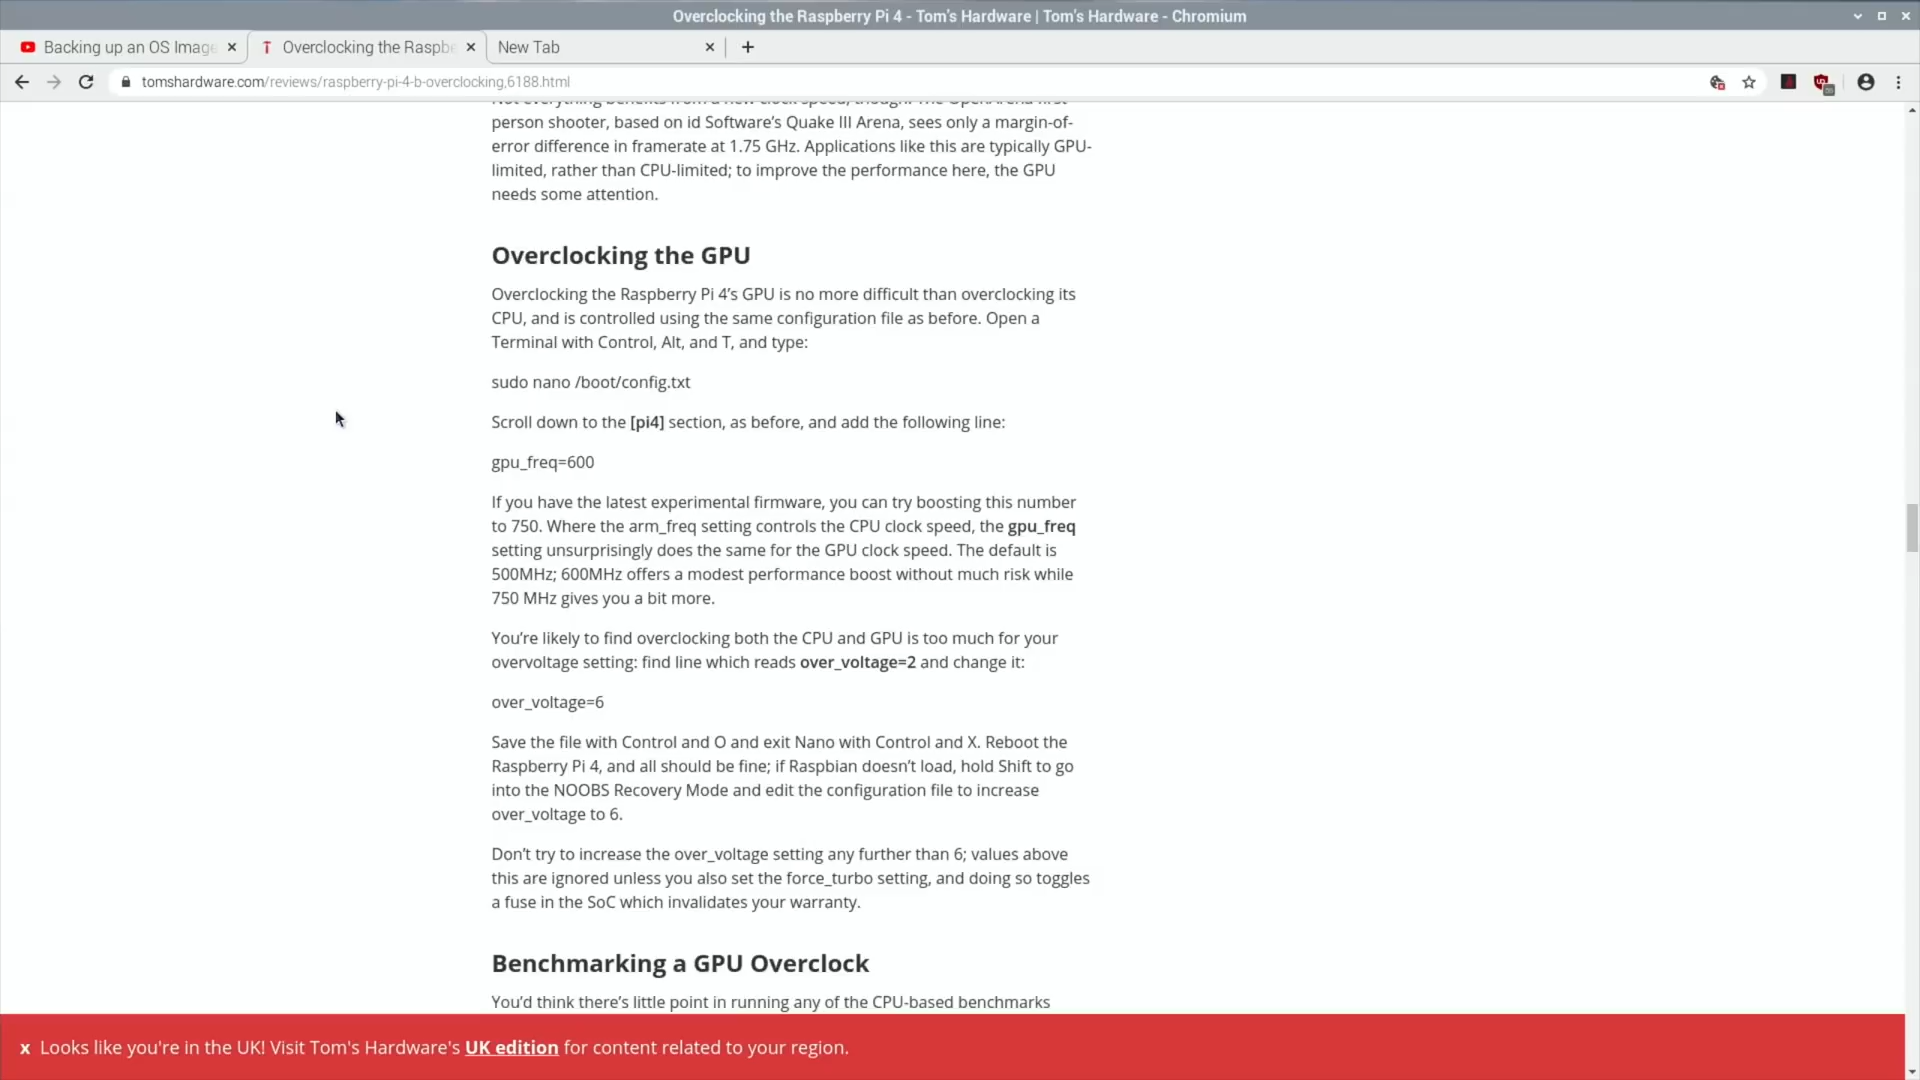 Overclocking the Raspberry Pi 4 - Tom's Hardware | Tom's Hardware - Chromium
Backing up an OS Image
Overclocking the Raspbe
New Tab
tomshardware.com/reviews/raspberry-pi-4-b-overclocking,6188.html
Not everything benefits from a new clock speed, though. The OpenArena first-
person shooter, based on id Software’s Quake III Arena, sees only a margin-of-
error difference in framerate at 1.75 GHz. Applications like this are typically GPU-
limited, rather than CPU-limited; to improve the performance here, the GPU
needs some attention.
Overclocking the GPU
Overclocking the Raspberry Pi 4’s GPU is no more difficult than overclocking its
CPU, and is controlled using the same configuration file as before. Open a
Terminal with Control, Alt, and T, and type:
sudo nano /boot/config.txt
Scroll down to the [pi4] section, as before, and add the following line:
gpu_freq=600
If you have the latest experimental firmware, you can try boosting this number
to 750. Where the arm_freq setting controls the CPU clock speed, the gpu_freq
setting unsurprisingly does the same for the GPU clock speed. The default is
500MHz; 600MHz offers a modest performance boost without much risk while
750 MHz gives you a bit more.
You’re likely to find overclocking both the CPU and GPU is too much for your
overvoltage setting: find line which reads over_voltage=2 and change it:
over_voltage=6
Save the file with Control and O and exit Nano with Control and X. Reboot the
Raspberry Pi 4, and all should be fine; if Raspbian doesn’t load, hold Shift to go
into the NOOBS Recovery Mode and edit the configuration file to increase
over_voltage to 6.
Don’t try to increase the over_voltage setting any further than 6; values above
this are ignored unless you also set the force_turbo setting, and doing so toggles
a fuse in the SoC which invalidates your warranty.
Benchmarking a GPU Overclock
You’d think there’s little point in running any of the CPU-based benchmarks
x Looks like you're in the UK! Visit Tom's Hardware's UK edition for content related to your region.